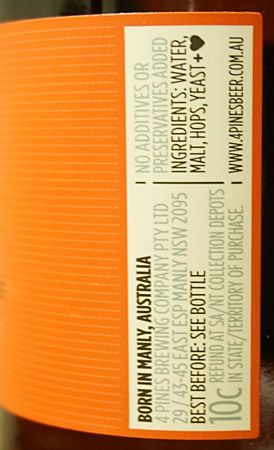 BORN IN MANLY, AUSTRALIA
4 PINES BREWING COMPANY PTY LTD
29 / 43-45 EAST ESP MANLY NSW 2095
BEST BEFORE: SEE BOTTLE
10C REFUND AT SA/NT COLLECTION DEPOTS
IN STATE/TERRITORY OF PURCHASE.
NO ADDITIVES OR
PRESERVATIVES ADDED
INGREDIENTS: WATER,
MALT, HOPS, YEAST + ♥
WWW.4PINESBEER.COM.AU